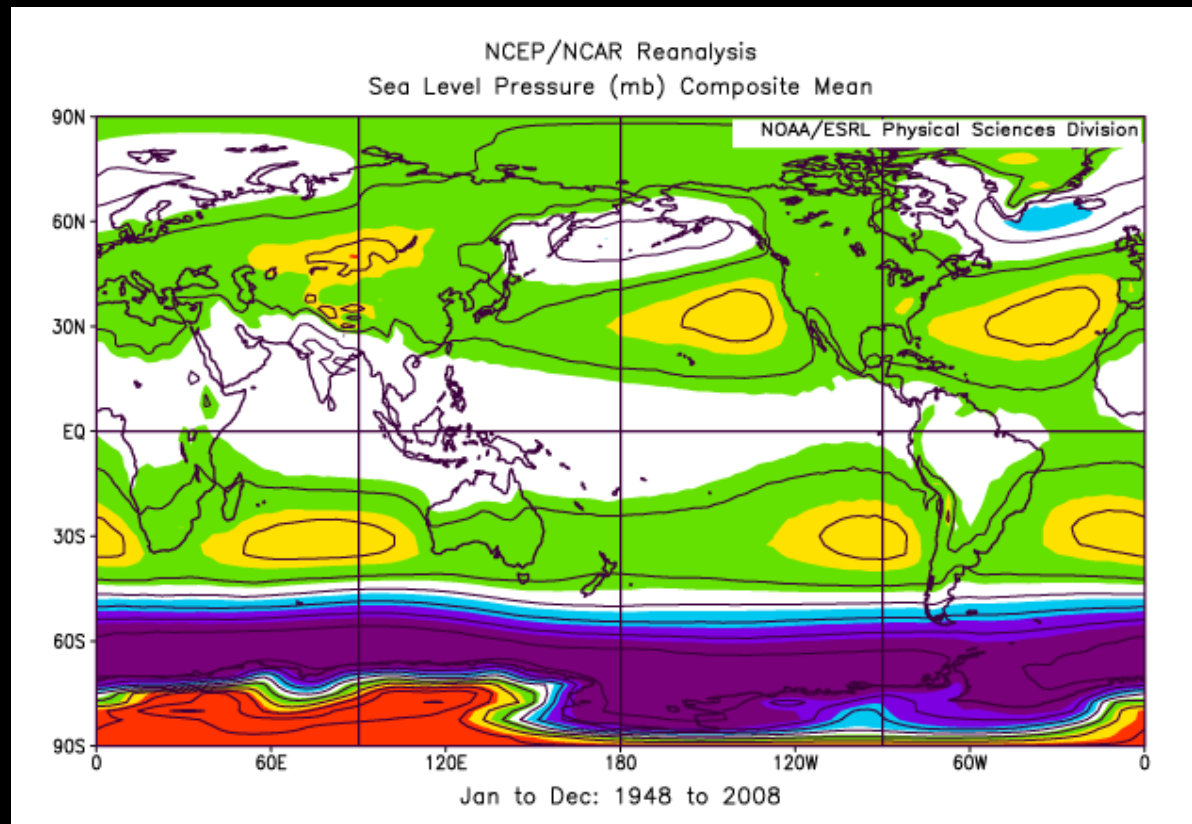 NCEP/NCAR Reanalysis
Sea Level Pressure (mb) Composite Mean
NOAA/ESRL Physical Sciences Division
90N
60N
30N
EQ
30S
60S
90S
0 60E 120E 180 120W 60W 0
Jan to Dec: 1948 to 2008